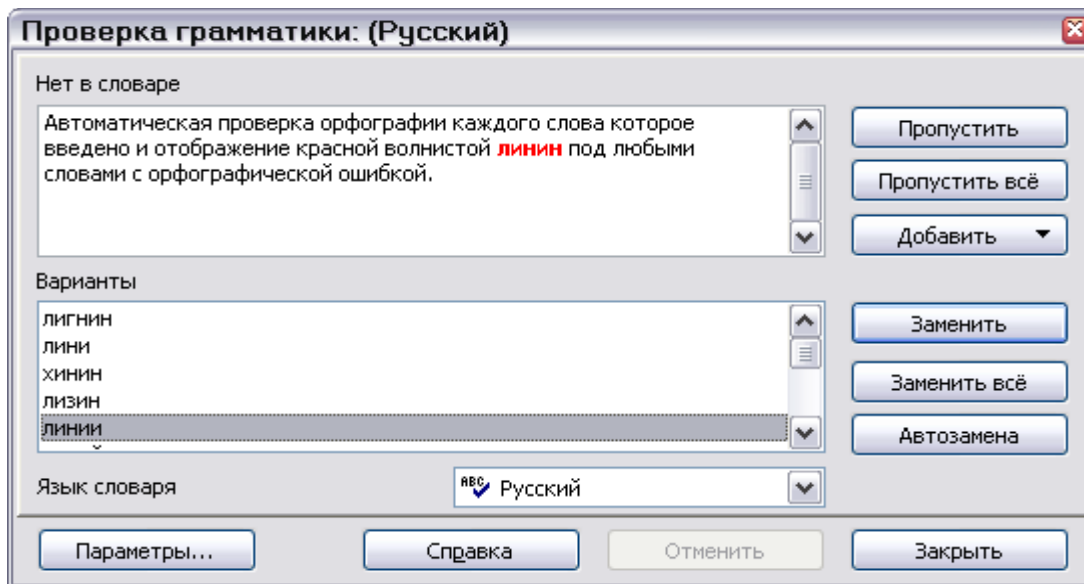 Проверка грамматики: (Русский)
Нет в словаре
Автоматическая проверка орфографии каждого слова которое
введено и отображение красной волнистой линин под любыми
словами с орфографической ошибкой.
Пропустить
Пропустить всё
Добавить
Варианты
лигнин
лини
хинин
лизин
линии
Заменить
Заменить всё
Автозамена
Язык словаря
ABC Русский
Параметры...
Справка
Отменить
Закрыть